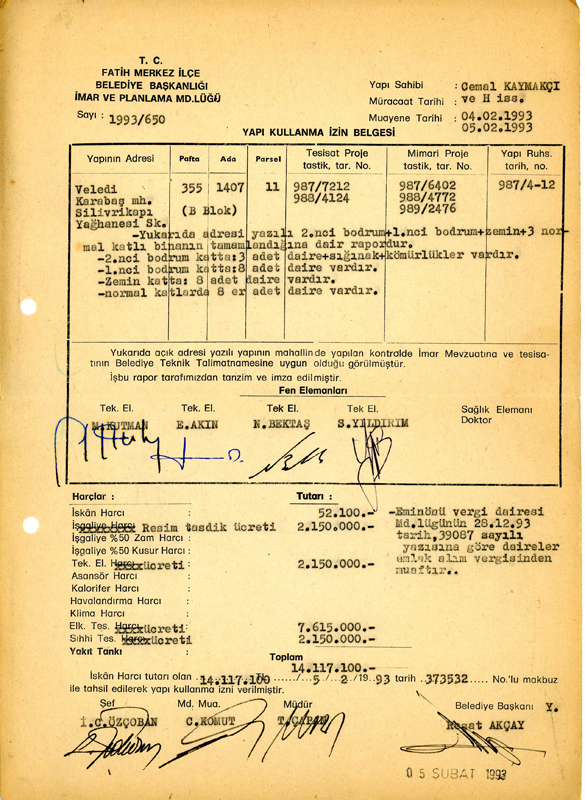 T. C.
FATİH MERKEZ İLÇE
BELEDİYE BAŞKANLIĞI
İMAR VE PLANLAMA MD.LÜĞÜ
Sayı : 1993/650
Yapı Sahibi : Cemal KAYMAKÇI
ve H iss.
Müracaat Tarihi :
Muayene Tarihi : 04.02.1993
05.02.1993
YAPI KULLANMA İZİN BELGESİ
Yapının Adresi Pafta Ada Parsel Tesisat Proje tastik, tar. No. Mimari Proje tastik, tar. No. Yapı Ruhs. tarih, no
Veledi 355 1407 11 987/7212 987/6402 987/4-12
Karabaş mh. 988/4124 988/4772
Silivrikapı (B Blok) 989/2476
Yağhanesi Sk.
-Yukarıda adresi yazılı 2.nci bodrum+1.nci bodrum+zemin+3 nor-
mal katlı binanın tamamlandığına dair rapordur.
-2.nci bodrum katta:3 adet daire+sığınak+kömürlükler vardır.
-1.nci bodrum katta:8 adet daire vardır.
-Zemin katta: 8 adet daire vardır.
-normal katlarda 8 er adet daire vardır.
Yukarıda açık adresi yazılı yapının mahallinde yapılan kontrolde İmar Mevzuatına ve tesisa-
tının Belediye Teknik Talimatnamesine uygun olduğu görülmüştür.
İşbu rapor tarafımızdan tanzim ve imza edilmiştir.
Fen Elemanları
Tek. El. Tek. El. Tek El. Tek El. Sağlık Elemanı
Doktor
M.KUTMAN E.AKIN N.BEKTAŞ S.YILDIRIM
Harçlar : Tutarı :
İskân Harcı : 52.100.-
İşgaliye Harcı Resim tasdik ücreti 2.150.000.-
İşgaliye %50 Zam Harcı :
İşgaliye %50 Kusur Harcı :
Tek. El. Harcı ücreti : 2.150.000.-
Asansör Harcı :
Kalorifer Harcı :
Havalandırma Harcı :
Klima Harcı :
Elk. Tes. Harcı ücreti : 7.615.000.-
Sıhhi Tes. Harcı ücreti : 2.150.000.-
Yakıt Tankı :
-Eminönü vergi dairesi
Md.lügünün 28.12.93
tarih,39087 sayılı
yazısına göre daireler
emlak alım vergisinden
muaftır..
Toplam
14.117.100.-
İskân Harcı tutarı olan 14.117.100 ....../5 /2 /19 93 tarih .373532..... No.'lu makbuz
ile tahsil edilerek yapı kullanma izni verilmiştir.
Şef Md. Mua. Müdür Belediye Başkanı Y.
İ.C.ÖZÇOBAN C.KOMUT T.ÇAPAN Reşat AKÇAY
05 ŞUBAT 1993